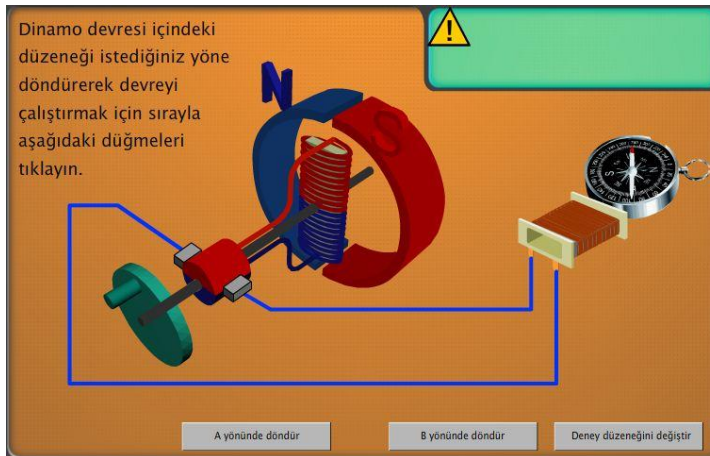 Dinamo devresi içindeki
düzeneği istediğiniz yöne
döndürerek devreyi
çalıştırmak için sırayla
aşağıdaki düğmeleri
tıklayın.
N
S
S
N
A yönünde döndür
B yönünde döndür
Deney düzeneğini değiştir